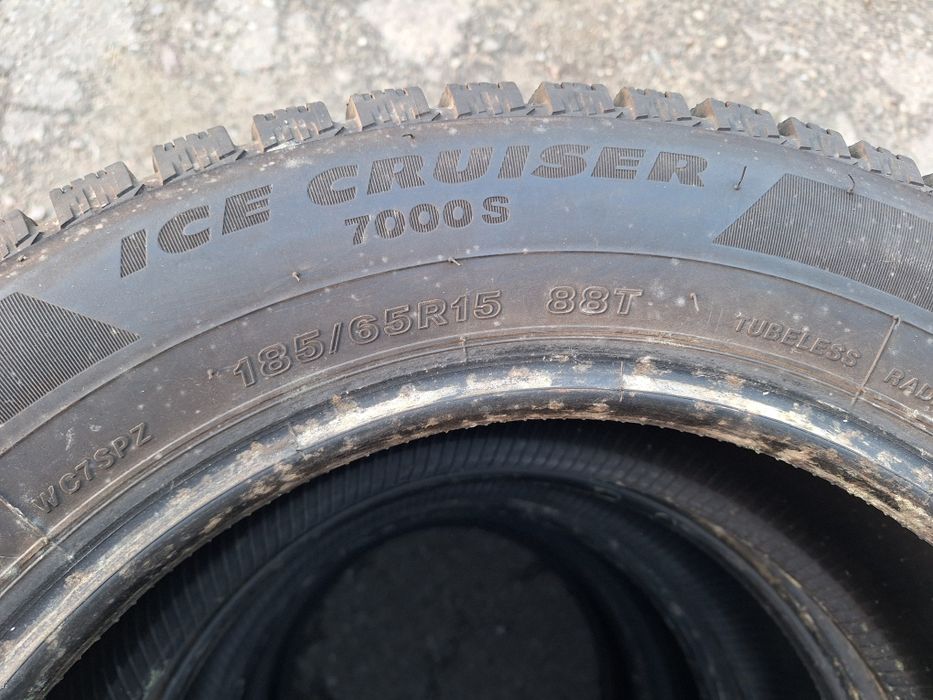 ICE CRUISER
7000S
185/65R15 88T TUBELESS
WC7SPZ